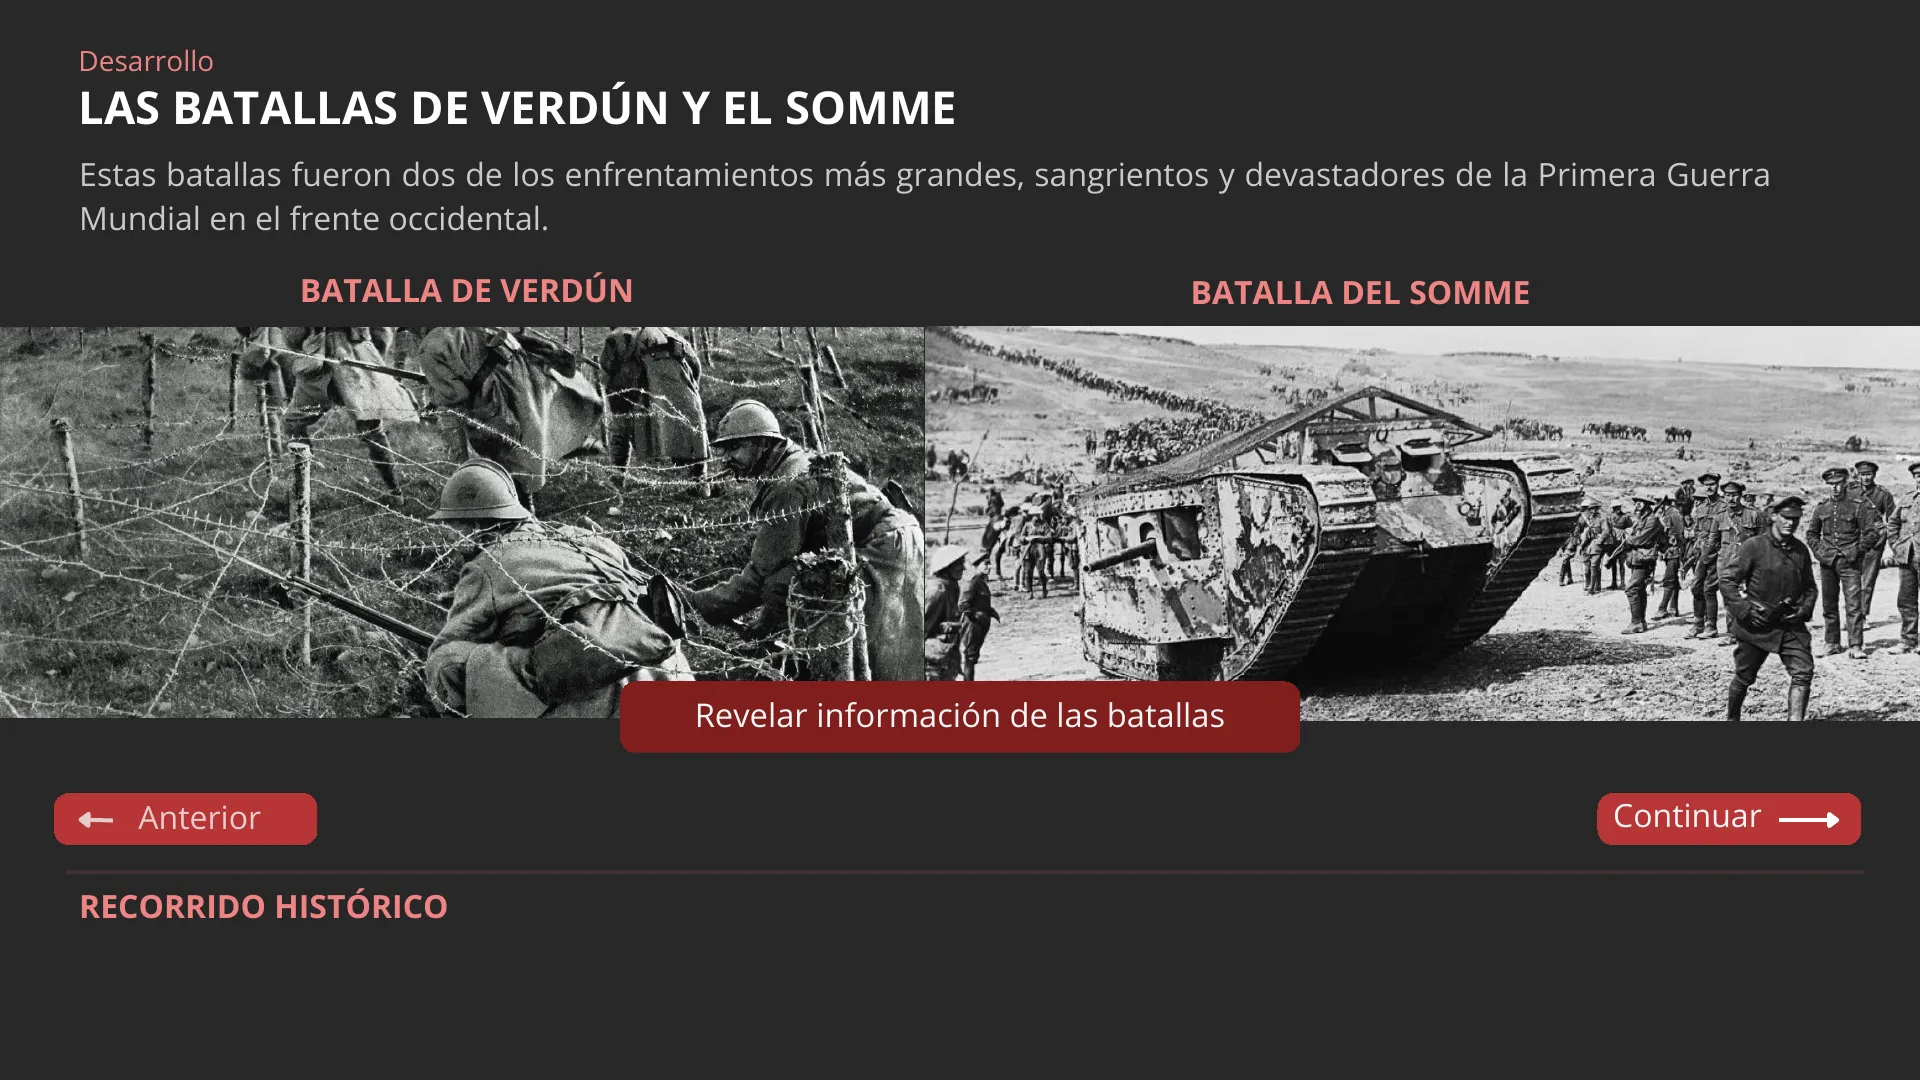 Desarrollo
LAS BATALLAS DE VERDÚN Y EL SOMME
Estas batallas fueron dos de los enfrentamientos más grandes, sangrientos y devastadores de la Primera Guerra
Mundial en el frente occidental.
BATALLA DE VERDÚN
BATALLA DEL SOMME
Revelar información de las batallas
Anterior
Continuar
RECORRIDO HISTÓRICO